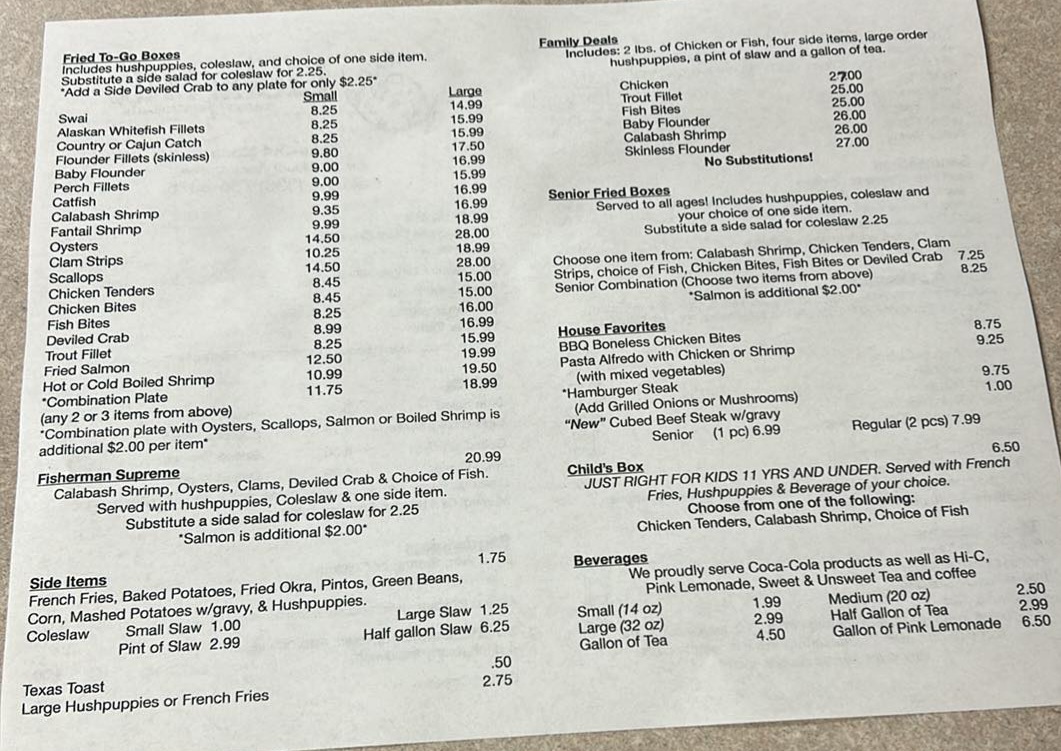 Fried To-Go Boxes
Includes hushpuppies, coleslaw, and choice of one side item.
Substitute a side salad for coleslaw for 2.25.
*Add a Side Deviled Crab to any plate for only $2.25*
Small Large
Swai 8.25 14.99
Alaskan Whitefish Fillets 8.25 15.99
Country or Cajun Catch 8.25 15.99
Flounder Fillets (skinless) 9.80 17.50
Baby Flounder 9.00 16.99
Perch Fillets 9.00 15.99
Catfish 9.99 16.99
Calabash Shrimp 9.35 16.99
Fantail Shrimp 9.99 18.99
Oysters 14.50 28.00
Clam Strips 10.25 18.99
Scallops 14.50 28.00
Chicken Tenders 8.45 15.00
Chicken Bites 8.45 15.00
Fish Bites 8.25 16.00
Deviled Crab 8.99 16.99
Trout Fillet 8.25 15.99
Fried Salmon 12.50 19.99
Hot or Cold Boiled Shrimp 10.99 19.50
*Combination Plate 11.75 18.99
(any 2 or 3 items from above)
*Combination plate with Oysters, Scallops, Salmon or Boiled Shrimp is
additional $2.00 per item*
Fisherman Supreme 20.99
Calabash Shrimp, Oysters, Clams, Deviled Crab & Choice of Fish.
Served with hushpuppies, Coleslaw & one side item.
Substitute a side salad for coleslaw for 2.25
*Salmon is additional $2.00*
Side Items 1.75
French Fries, Baked Potatoes, Fried Okra, Pintos, Green Beans,
Corn, Mashed Potatoes w/gravy, & Hushpuppies.
Coleslaw Small Slaw 1.00 Large Slaw 1.25
Pint of Slaw 2.99 Half gallon Slaw 6.25
Texas Toast .50
Large Hushpuppies or French Fries 2.75
Family Deals
Includes: 2 lbs. of Chicken or Fish, four side items, large order
hushpuppies, a pint of slaw and a gallon of tea.
Chicken 27.00
Trout Fillet 25.00
Fish Bites 25.00
Baby Flounder 26.00
Calabash Shrimp 26.00
Skinless Flounder 27.00
No Substitutions!
Senior Fried Boxes
Served to all ages! Includes hushpuppies, coleslaw and
your choice of one side item.
Substitute a side salad for coleslaw 2.25
Choose one item from: Calabash Shrimp, Chicken Tenders, Clam
Strips, choice of Fish, Chicken Bites, Fish Bites or Deviled Crab 7.25
Senior Combination (Choose two items from above) 8.25
*Salmon is additional $2.00*
House Favorites
BBQ Boneless Chicken Bites 8.75
Pasta Alfredo with Chicken or Shrimp 9.25
(with mixed vegetables)
*Hamburger Steak 9.75
(Add Grilled Onions or Mushrooms) 1.00
"New" Cubed Beef Steak w/gravy
Senior (1 pc) 6.99 Regular (2 pcs) 7.99
Child's Box 6.50
JUST RIGHT FOR KIDS 11 YRS AND UNDER. Served with French
Fries, Hushpuppies & Beverage of your choice.
Choose from one of the following:
Chicken Tenders, Calabash Shrimp, Choice of Fish
Beverages
We proudly serve Coca-Cola products as well as Hi-C,
Pink Lemonade, Sweet & Unsweet Tea and coffee
Small (14 oz) 1.99 Medium (20 oz) 2.50
Large (32 oz) 2.99 Half Gallon of Tea 2.99
Gallon of Tea 4.50 Gallon of Pink Lemonade 6.50